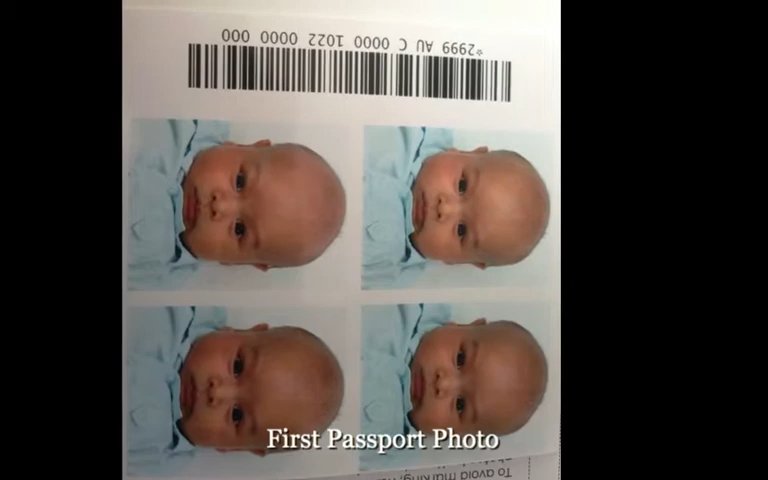 *2999 AU C 0000 1022 0000 000
First Passport Photo
To avoid marking,